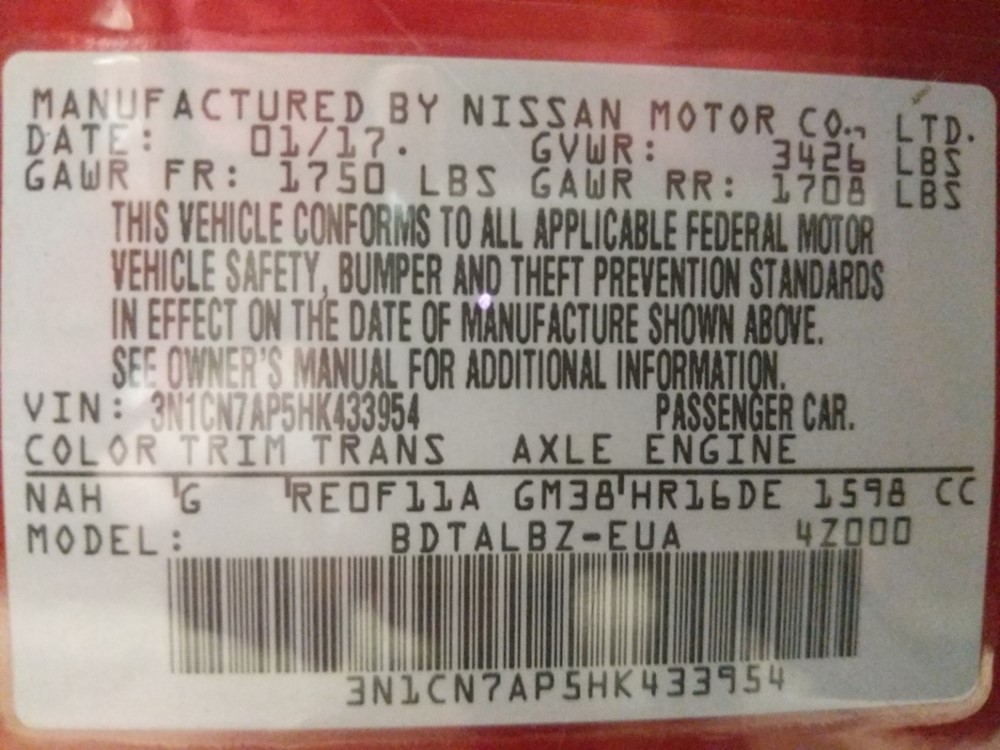 MANUFACTURED BY NISSAN MOTOR CO., LTD.
DATE: 01/17. GVWR: 3426 LBS
GAWR FR: 1750 LBS GAWR RR: 1708 LBS
THIS VEHICLE CONFORMS TO ALL APPLICABLE FEDERAL MOTOR
VEHICLE SAFETY, BUMPER AND THEFT PREVENTION STANDARDS
IN EFFECT ON THE DATE OF MANUFACTURE SHOWN ABOVE.
SEE OWNER'S MANUAL FOR ADDITIONAL INFORMATION.
VIN: 3N1CN7AP5HK433954 PASSENGER CAR.
COLOR TRIM TRANS AXLE ENGINE
NAH G RE0F11A GM38 HR16DE 1598 CC
MODEL: BDTALBZ-EUA 4Z000
3N1CN7AP5HK433954